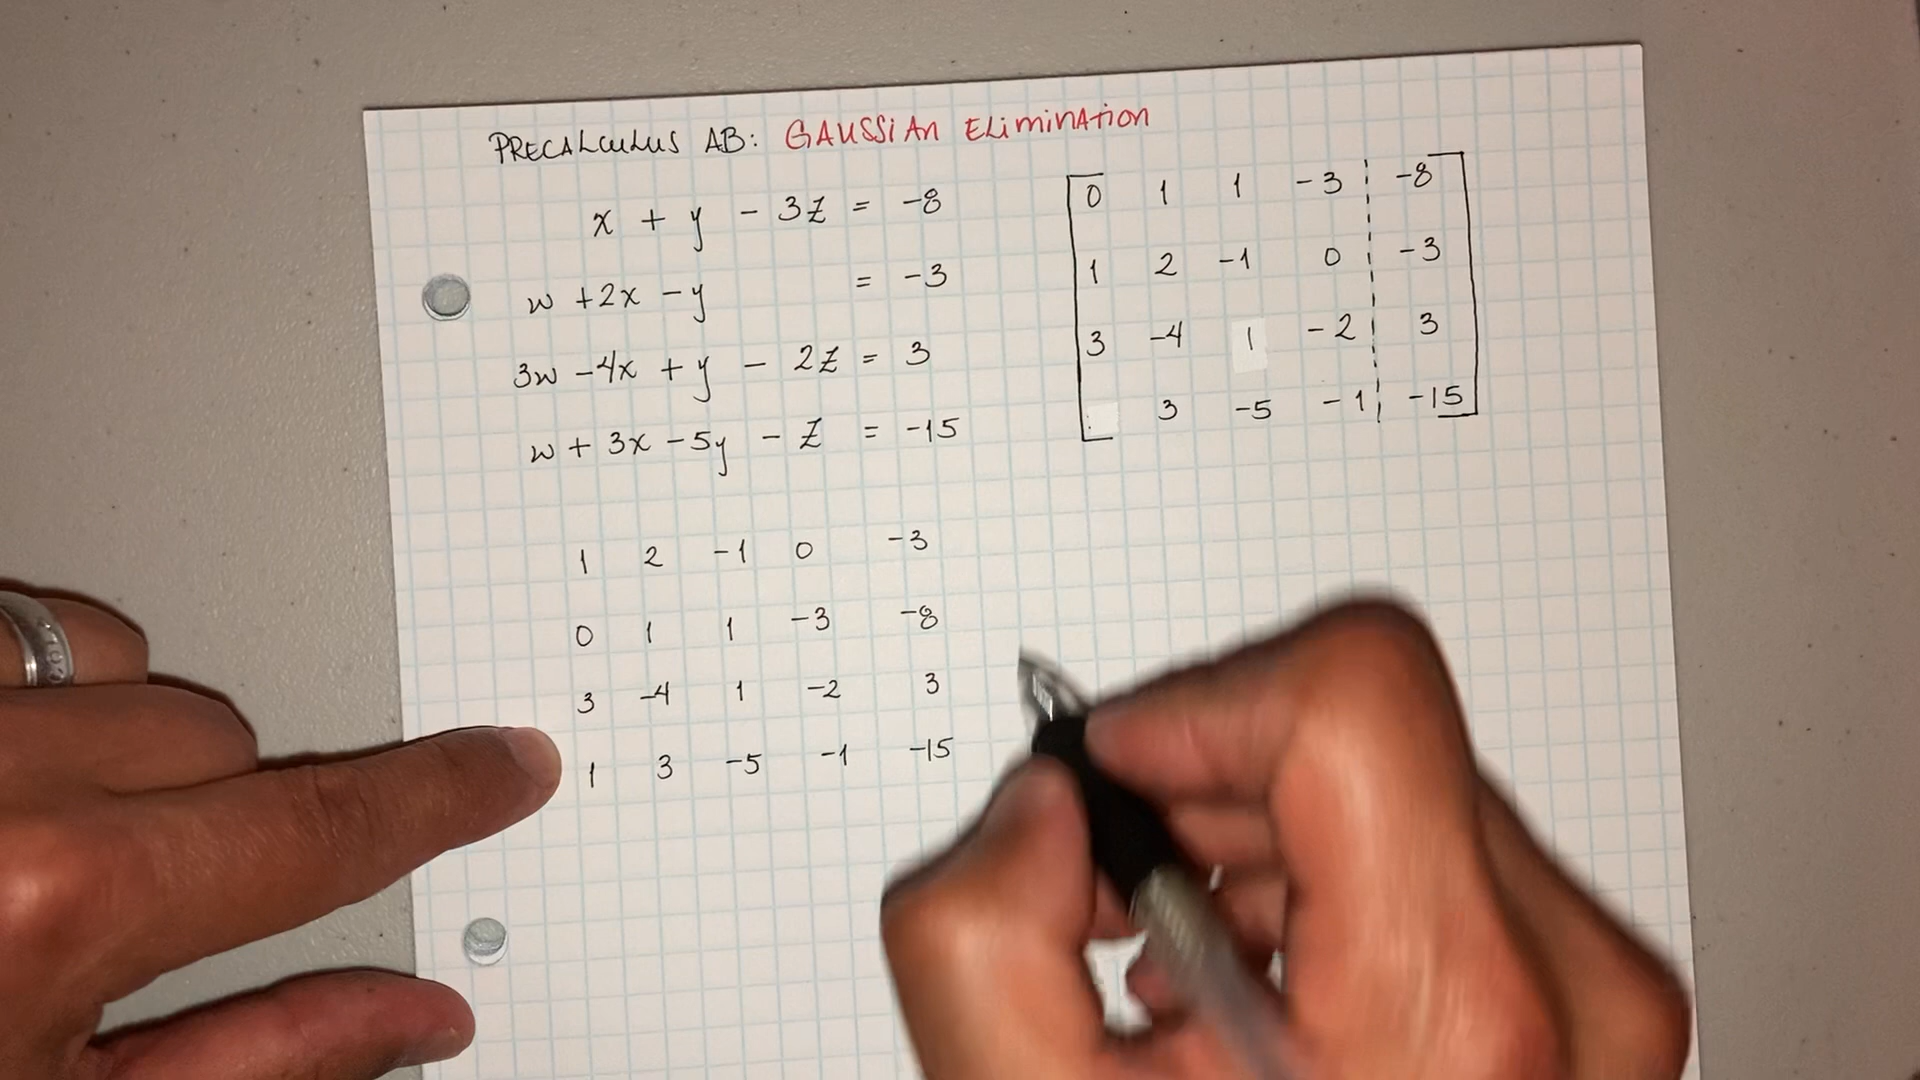 PRECALCULUS AB: GAUSSIAN ELIMINATION
x + y - 3z = -8
w + 2x - y = -3
3w - 4x + y - 2z = 3
w + 3x - 5y - z = -15
0 1 1 -3 -8
1 2 -1 0 -3
3 -4 1 -2 3
3 -5 -1 -15
1 2 -1 0 -3
0 1 1 -3 -8
3 -4 1 -2 3
1 3 -5 -1 -15